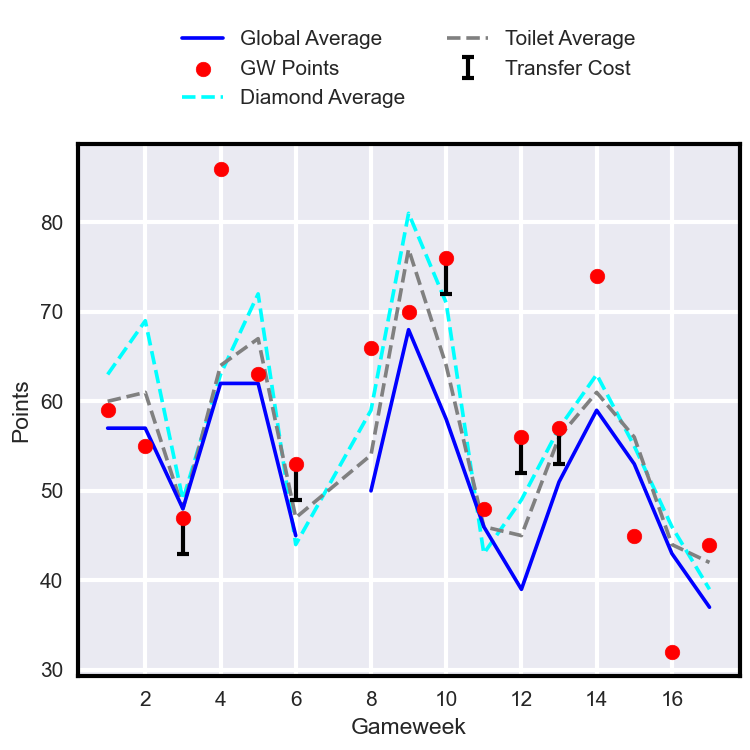 Global Average
GW Points
Diamond Average
Toilet Average
Transfer Cost
Points
80
70
60
50
40
30
2 4 6 8 10 12 14 16
Gameweek